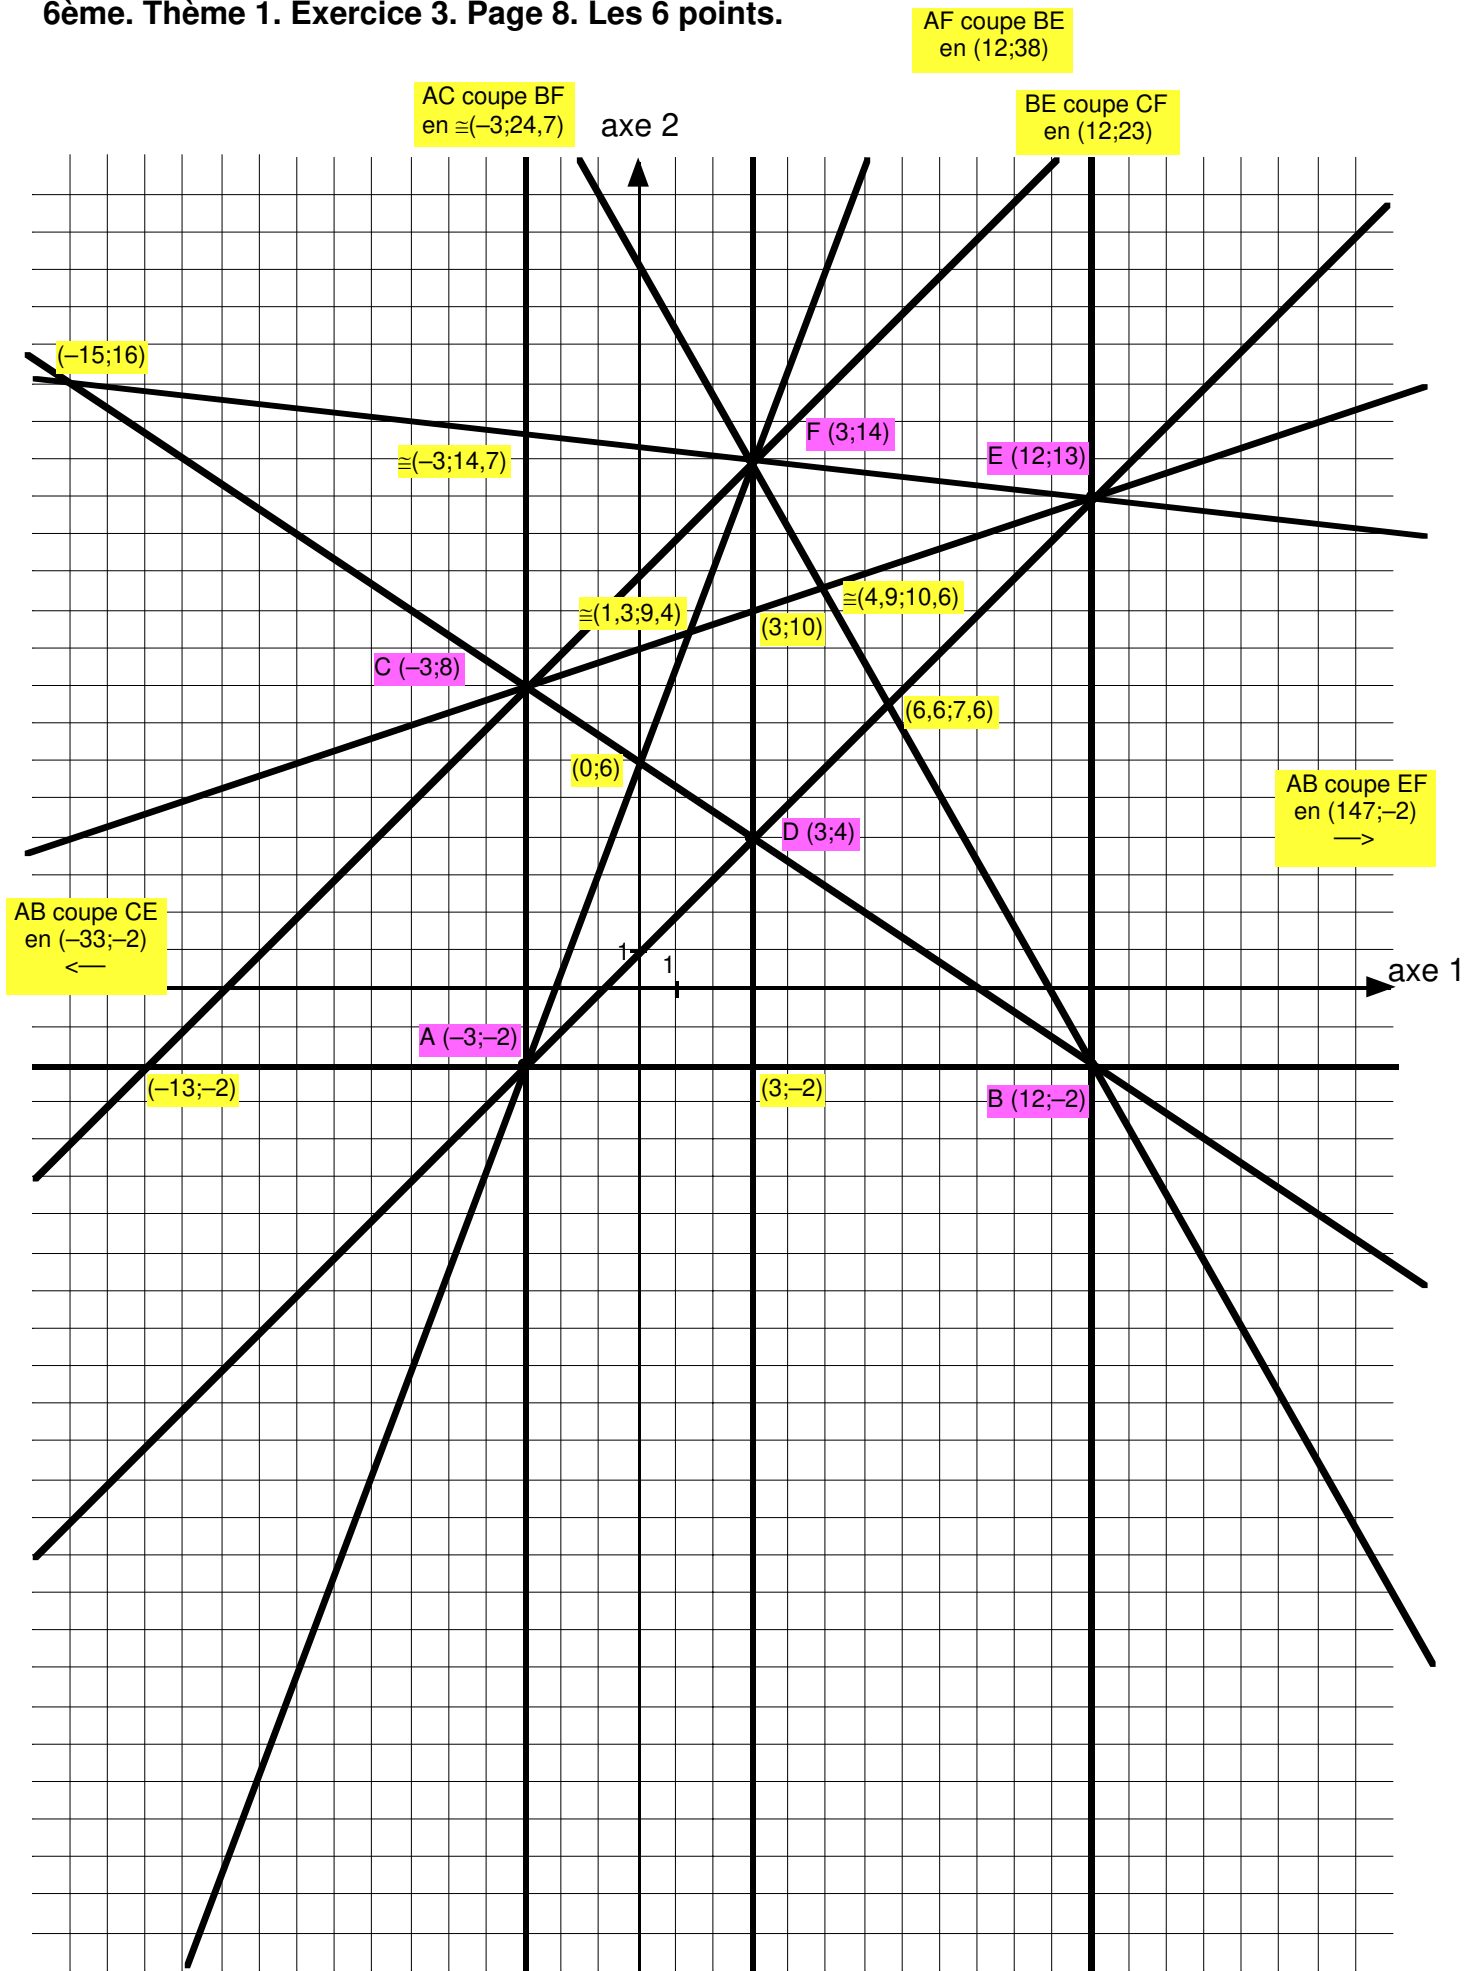 6ème. Thème 1. Exercice 3. Page 8. Les 6 points.
AF coupe BE
en (12;38)
AC coupe BF
en ≅(–3;24,7)
axe 2
BE coupe CF
en (12;23)
(–15;16)
F (3;14)
≅(–3;14,7)
E (12;13)
≅(4,9;10,6)
≅(1,3;9,4)
(3;10)
C (–3;8)
(6,6;7,6)
(0;6)
AB coupe EF
en (147;–2)
—>
D (3;4)
AB coupe CE
en (–33;–2)
<—
1
1
axe 1
A (–3;–2)
(–13;–2)
(3;–2)
B (12;–2)